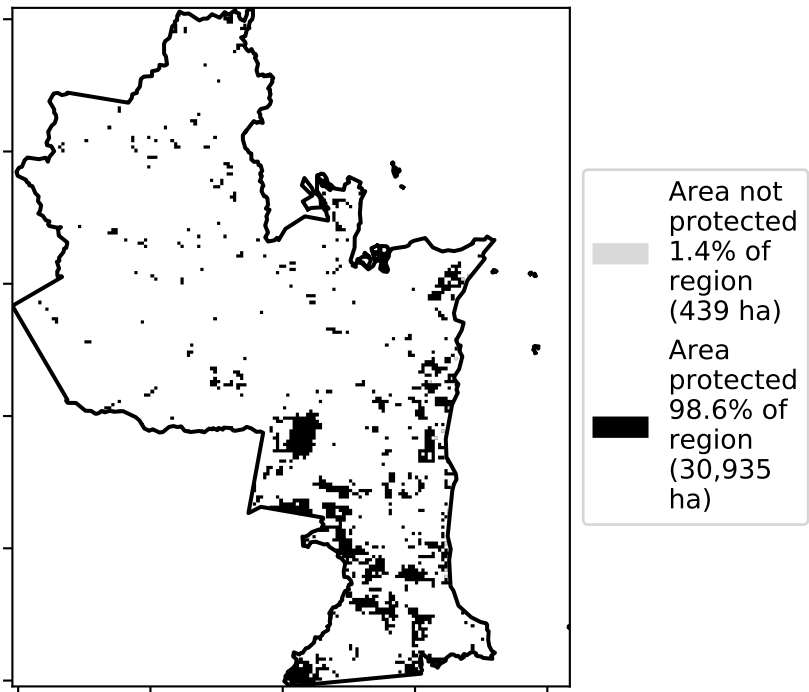 Area not
protected
1.4% of
region
(439 ha)
Area
protected
98.6% of
region
(30,935
ha)